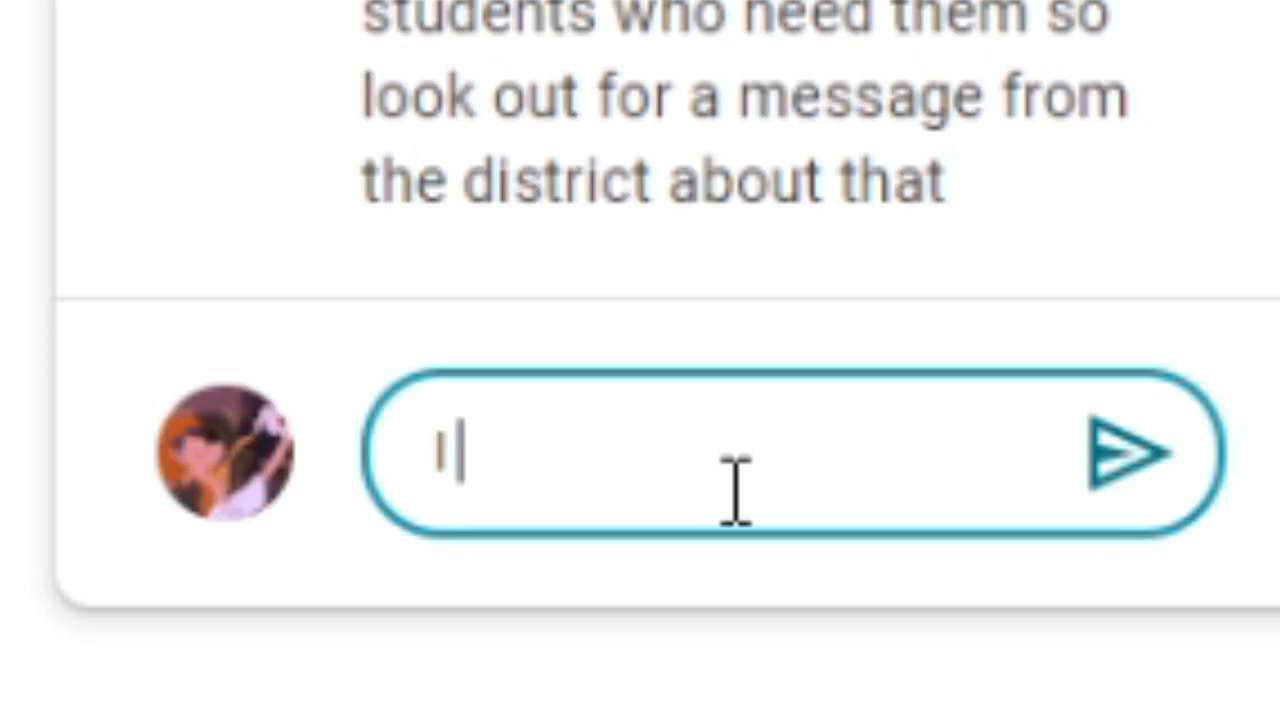 students who need them so
look out for a message from
the district about that